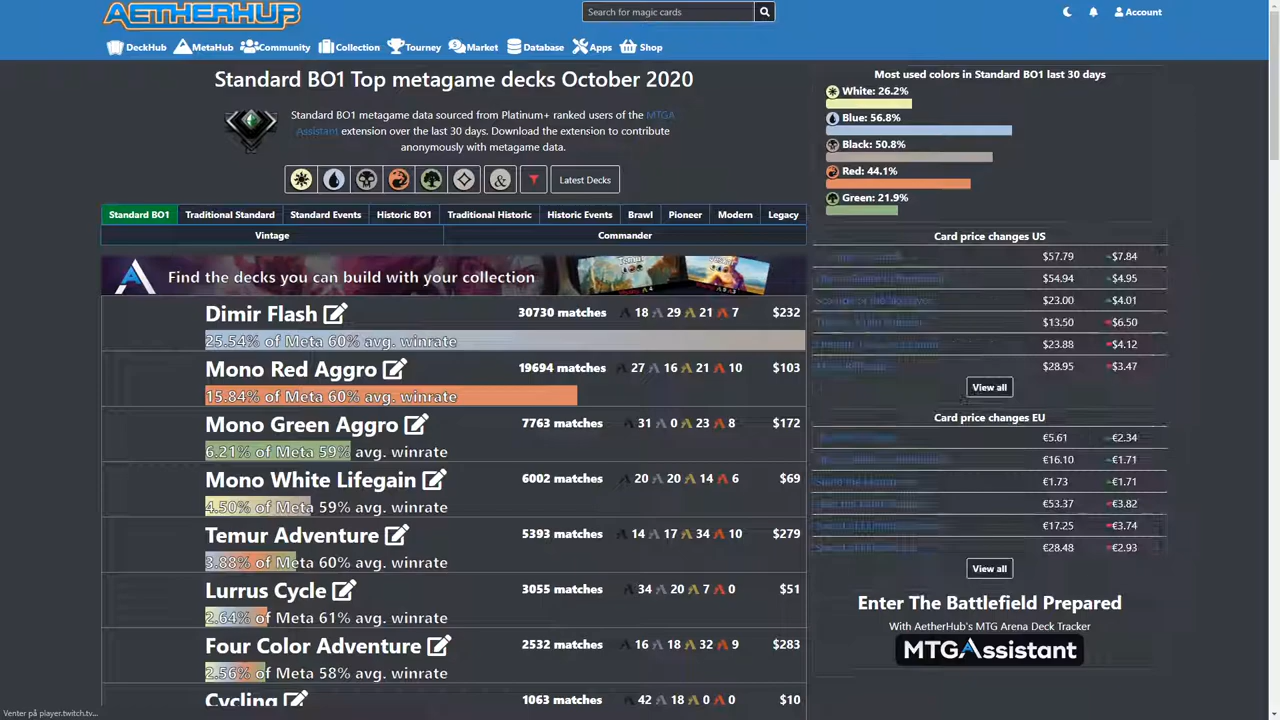 AETHERHUB
Search for magic cards
Account
DeckHub MetaHub Community Collection Tourney Market Database Apps Shop
Standard BO1 Top metagame decks October 2020
Standard BO1 metagame data sourced from Platinum+ ranked users of the MTGA
Assistant extension over the last 30 days. Download the extension to contribute
anonymously with metagame data.
&
Latest Decks
Standard BO1 Traditional Standard Standard Events Historic BO1 Traditional Historic Historic Events Brawl Pioneer Modern Legacy
Vintage Commander
Find the decks you can build with your collection
Dimir Flash 30730 matches 18 29 21 7 $232
25.54% of Meta 60% avg. winrate
Mono Red Aggro 19694 matches 27 16 21 10 $103
15.84% of Meta 60% avg. winrate
Mono Green Aggro 7763 matches 31 0 23 8 $172
6.21% of Meta 59% avg. winrate
Mono White Lifegain 6002 matches 20 20 14 6 $69
4.50% of Meta 59% avg. winrate
Temur Adventure 5393 matches 14 17 34 10 $279
3.88% of Meta 60% avg. winrate
Lurrus Cycle 3055 matches 34 20 7 0 $51
2.64% of Meta 61% avg. winrate
Four Color Adventure 2532 matches 16 18 32 9 $283
2.56% of Meta 58% avg. winrate
Cycling 1063 matches 42 18 0 0 $10
Most used colors in Standard BO1 last 30 days
White: 26.2%
Blue: 56.8%
Black: 50.8%
Red: 44.1%
Green: 21.9%
Card price changes US
$57.79 $7.84
$54.94 $4.95
$23.00 $4.01
$13.50 $6.50
$23.88 $4.12
$28.95 $3.47
View all
Card price changes EU
€5.61 €2.34
€16.10 €1.71
€1.73 €1.71
€53.37 €3.82
€17.25 €3.74
€28.48 €2.93
View all
Enter The Battlefield Prepared
With AetherHub's MTG Arena Deck Tracker
MTGAssistant
Venter på player.twitch.tv...